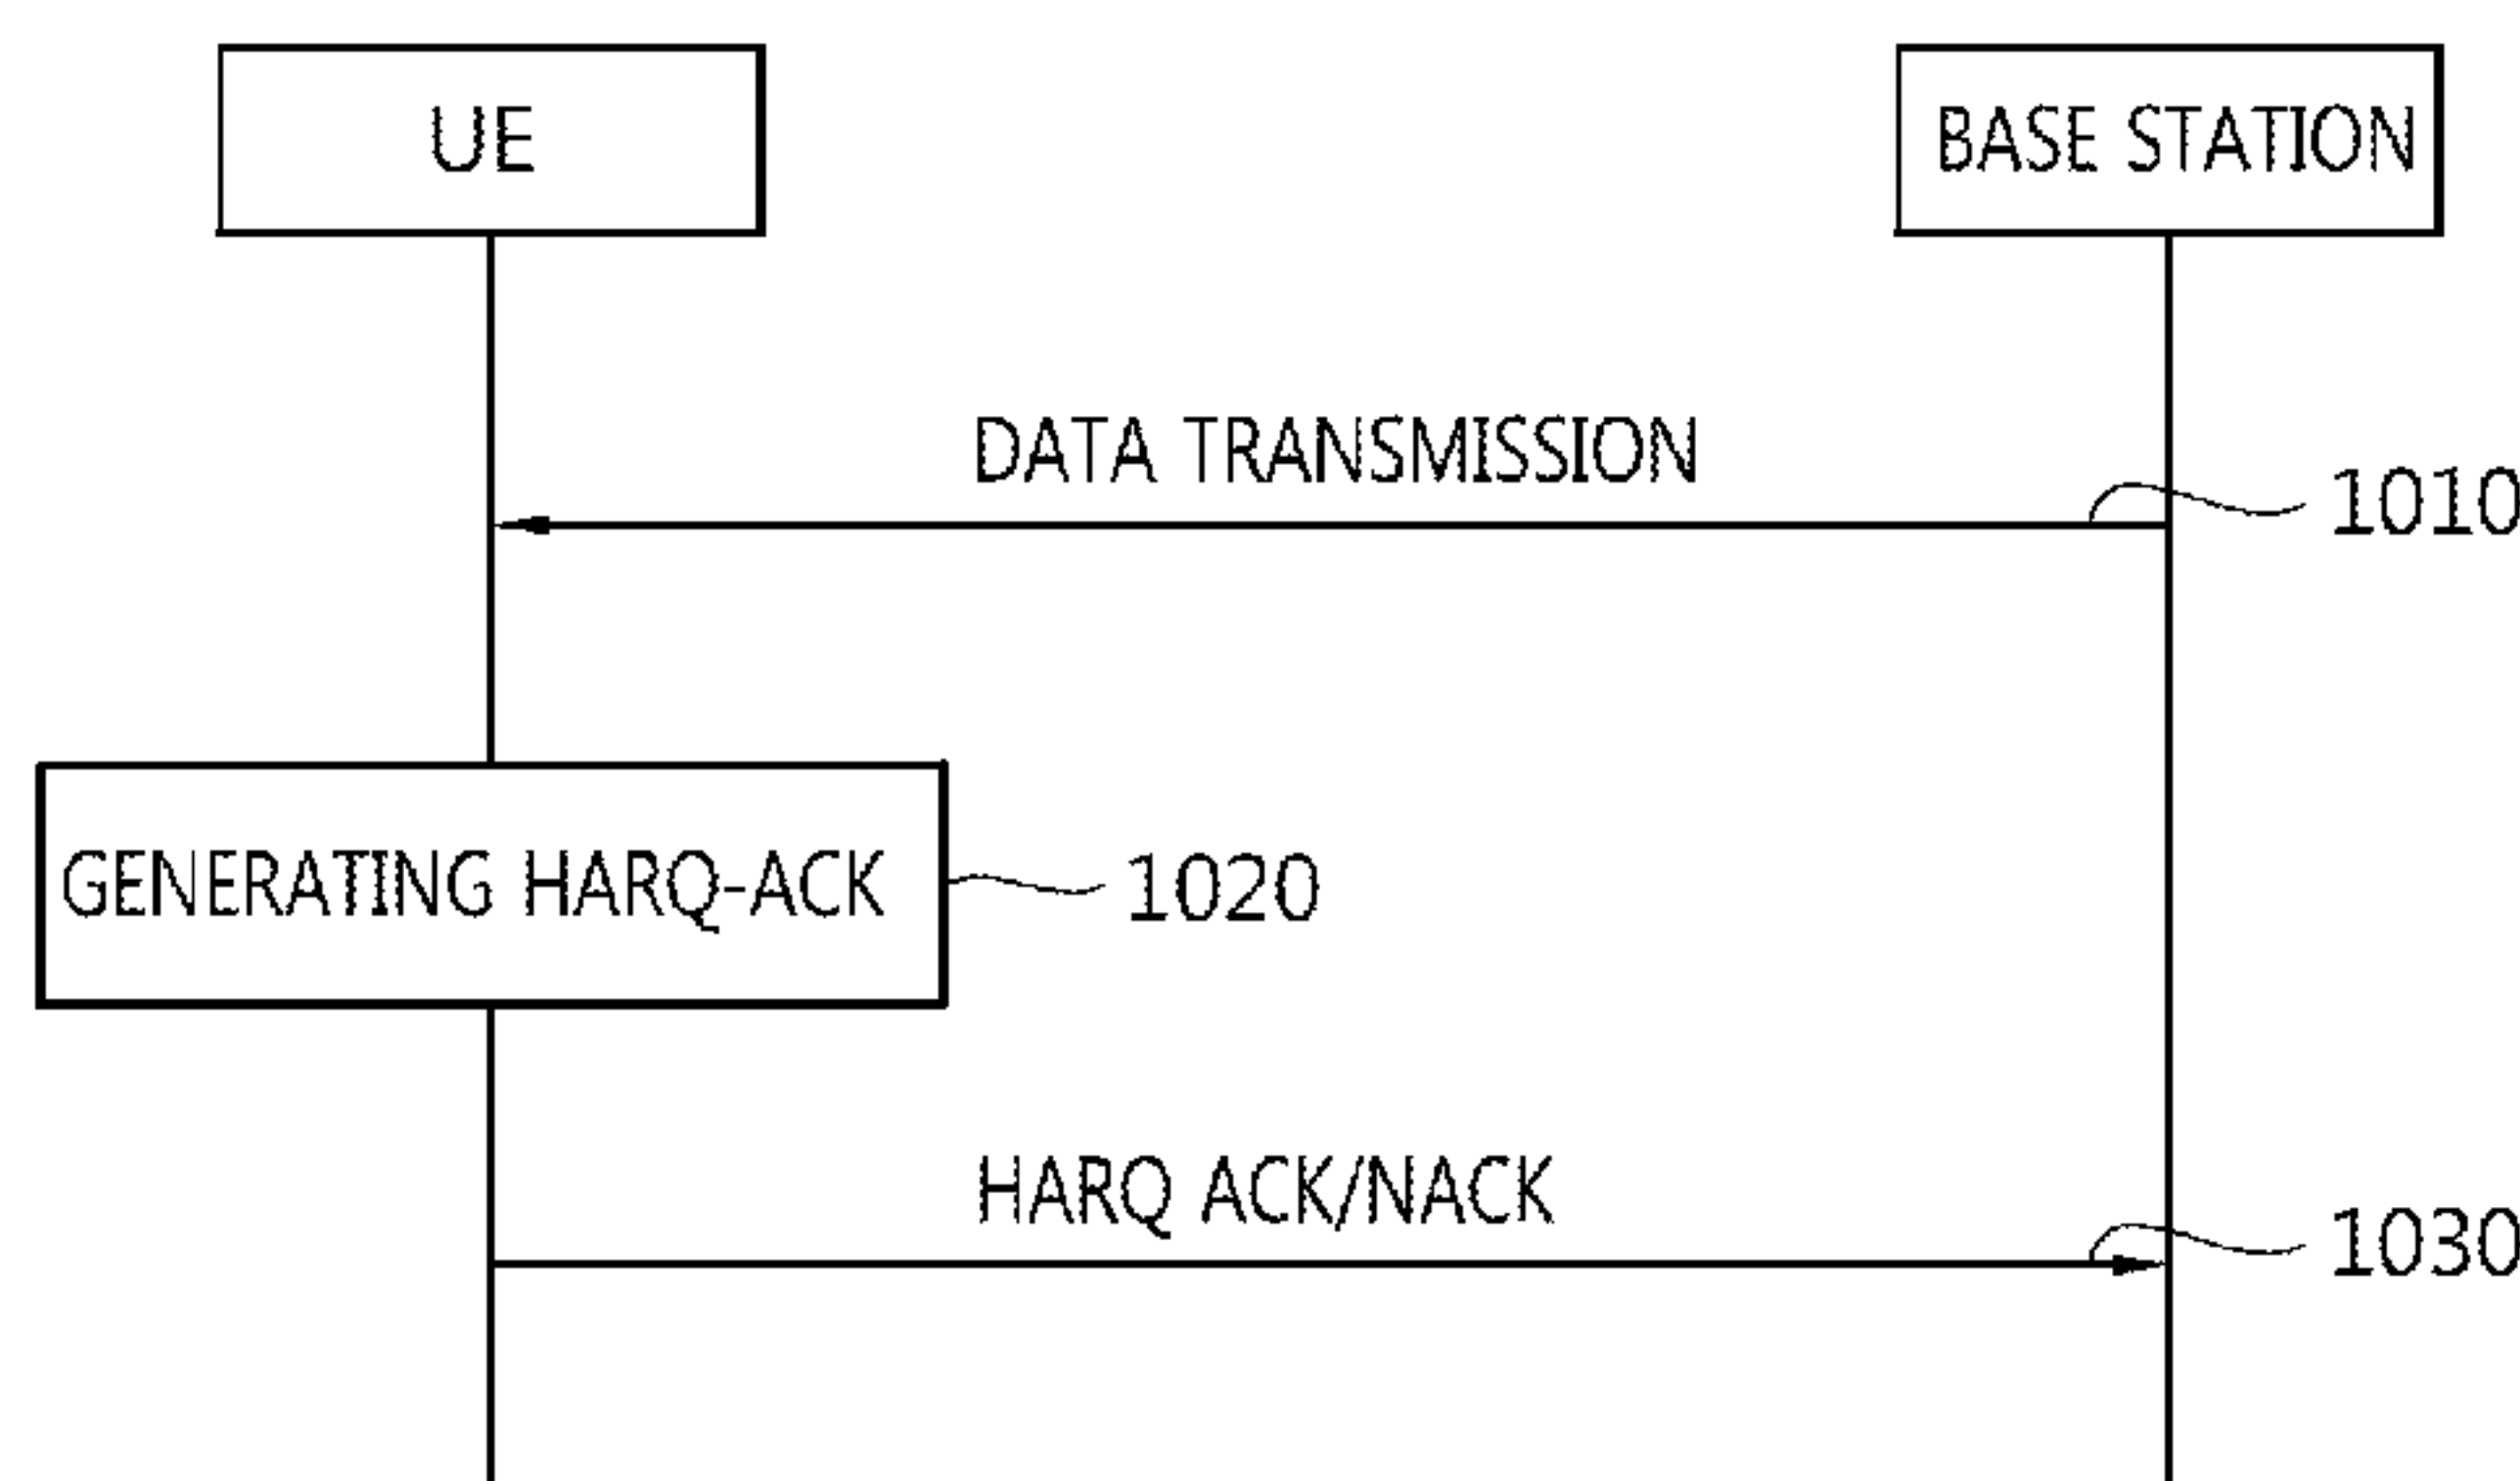 UE
BASE STATION
DATA TRANSMISSION
1010
GENERATING HARQ-ACK
1020
HARQ ACK/NACK
1030